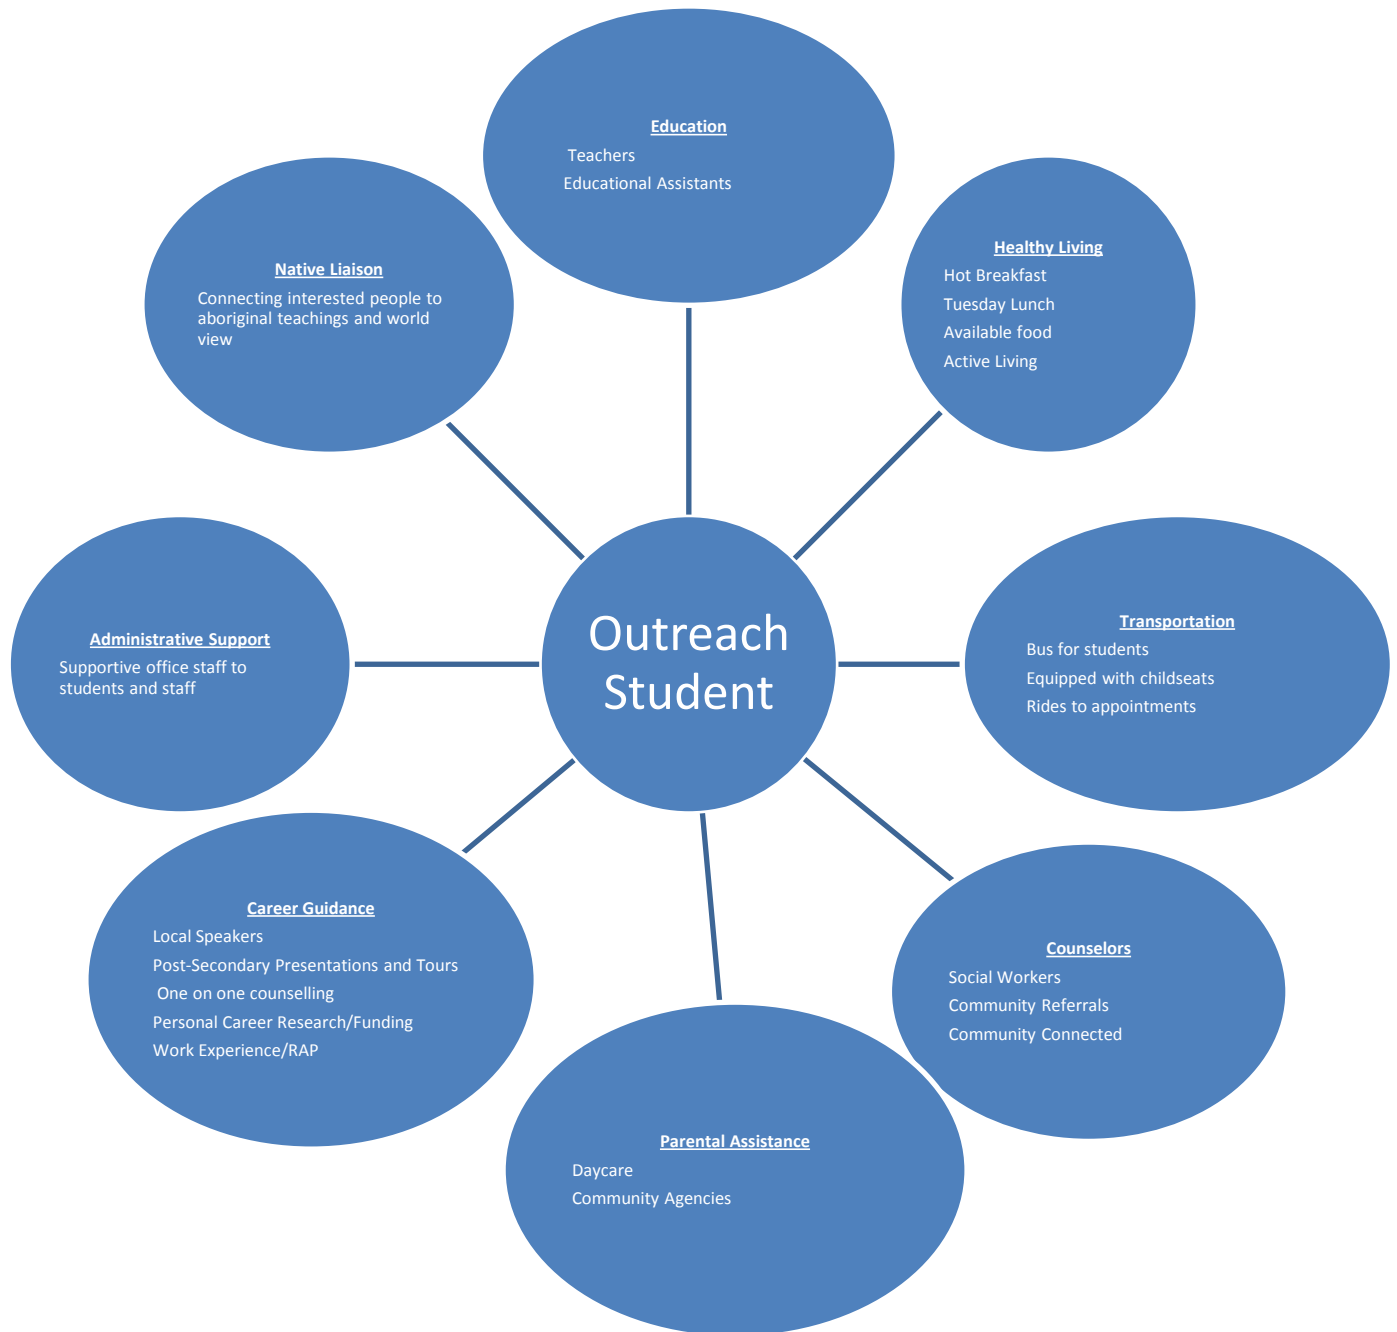 Education
Teachers
Educational Assistants
Healthy Living
Hot Breakfast
Tuesday Lunch
Available food
Active Living
Transportation
Bus for students
Equipped with childseats
Rides to appointments
Counselors
Social Workers
Community Referrals
Community Connected
Parental Assistance
Daycare
Community Agencies
Career Guidance
Local Speakers
Post-Secondary Presentations and Tours
One on one counselling
Personal Career Research/Funding
Work Experience/RAP
Administrative Support
Supportive office staff to
students and staff
Native Liaison
Connecting interested people to
aboriginal teachings and world
view
Outreach
Student